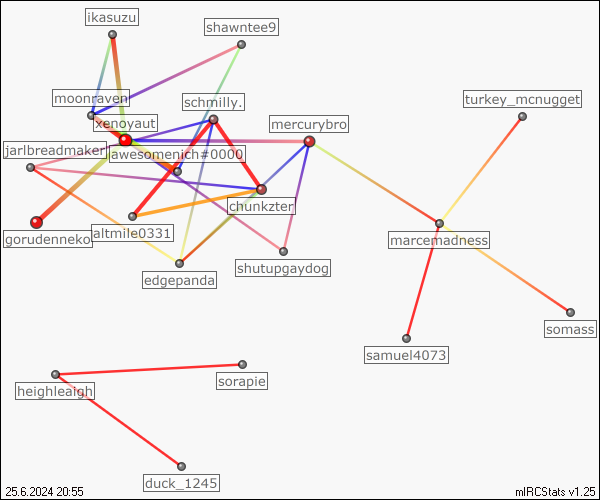 ikasuzu
shawntee9
moonraven
schmilly.
turkey_mcnugget
xenoyaut
mercurybro
jarlbreadmaker
awesomenich#0000
chunkzter
gorudenneko
altmile0331
marcemadness
shutupgaydog
edgepanda
somass
samuel4073
sorapie
heighleaigh
duck_1245
25.6.2024 20:55
mIRCStats v1.25